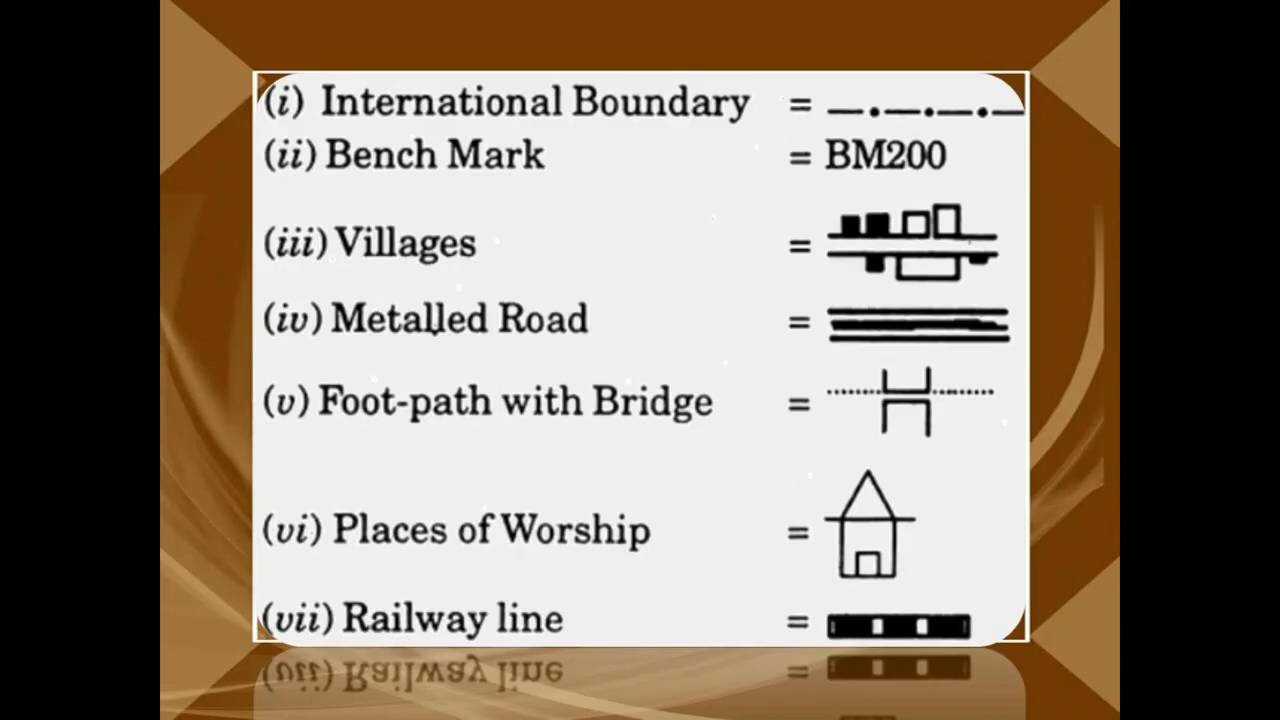 (i) International Boundary =
(ii) Bench Mark = BM200
(iii) Villages =
(iv) Metalled Road =
(v) Foot-path with Bridge =
(vi) Places of Worship =
(vii) Railway line =